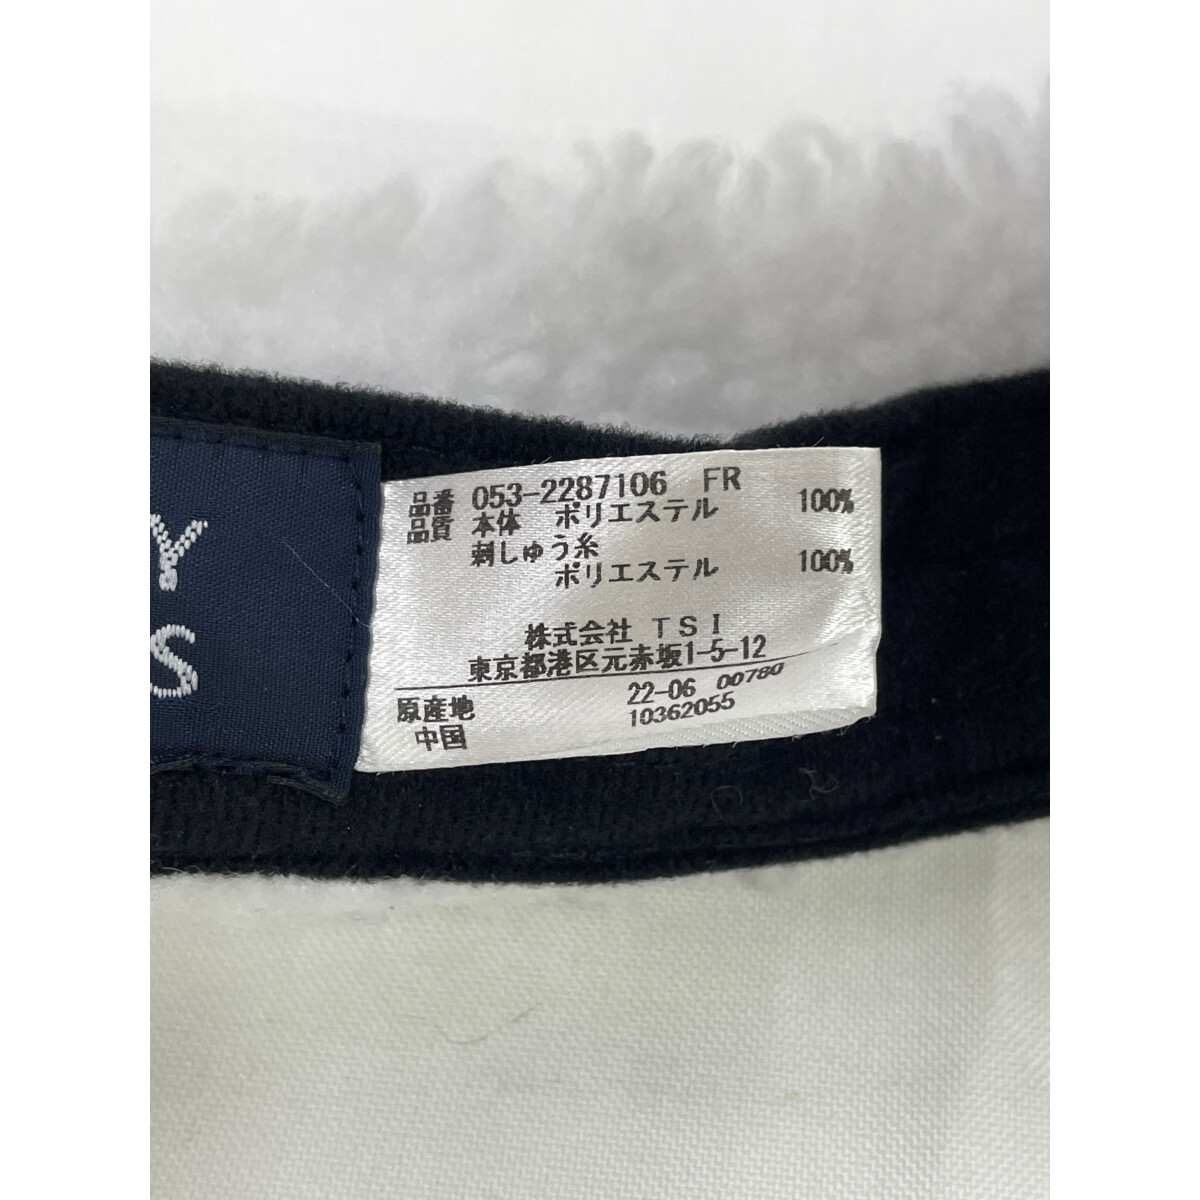 Y
S
品番 053-2287106 FR
品質 本体 ポリエステル 100%
刺しゅう糸
ポリエステル 100%
株式会社 TSI
東京都港区元赤坂1-5-12
22-06 00780
原産地 10362055
中国